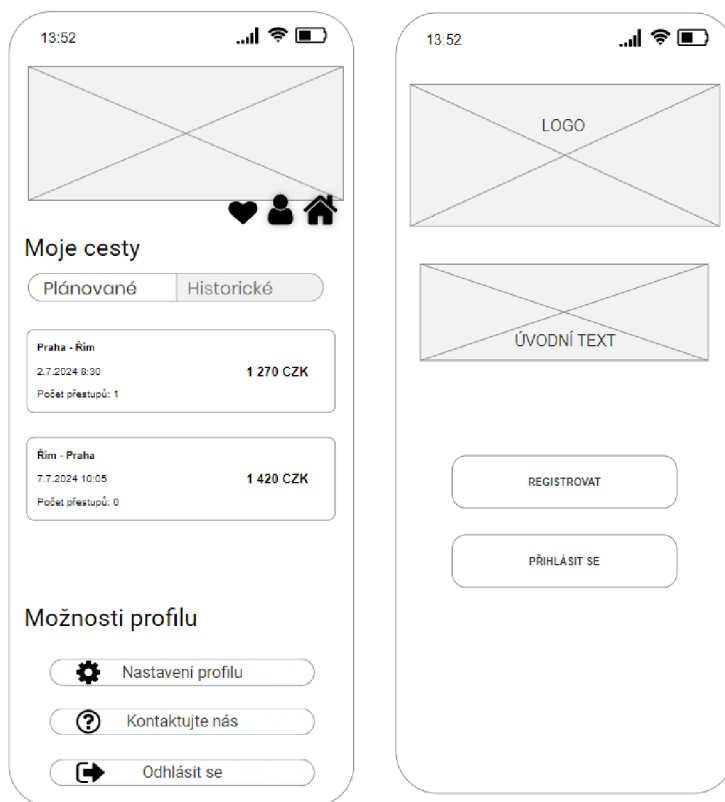 13:52
Moje cesty
Plánované
Historické
Praha - Řím
2.7.2024 8:30
1 270 CZK
Počet přestupů: 1
Řím - Praha
7.7.2024 10:05
1 420 CZK
Počet přestupů: 0
Možnosti profilu
Nastavení profilu
Kontaktujte nás
Odhlásit se
13:52
LOGO
ÚVODNÍ TEXT
REGISTROVAT
PŘIHLÁSIT SE